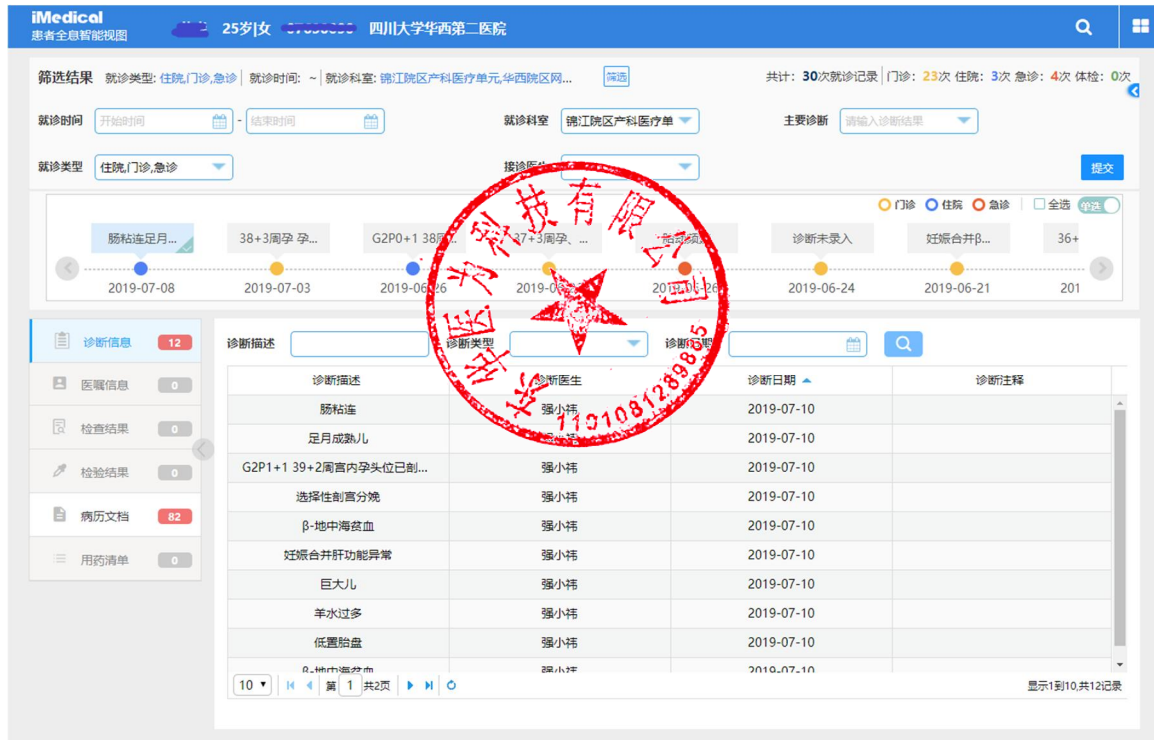 iMedical
患者全息智能视图
25岁|女
四川大学华西第二医院
筛选结果 就诊类型: 住院,门诊,急诊 就诊时间: ~ 就诊科室: 锦江院区产科医疗单元,华西院区网...
筛选
共计：30次就诊记录 门诊：23次 住院：3次 急诊：4次 体检：0次
就诊时间 开始时间 - 结束时间 就诊科室 锦江院区产科医疗单 主要诊断 请输入诊断结果
就诊类型 住院,门诊,急诊 接诊医生 提交
门诊 住院 急诊 全选 单选
肠粘连足月... 38+3周孕 孕... G2P0+1 38周... 37+3周孕、... 诊断未录入 妊娠合并β... 36+
2019-07-08 2019-07-03 2019-06-26 2019-06-26 2019-06-24 2019-06-21 201
诊断信息 12
医嘱信息 0
检查结果 0
检验结果 0
病历文档 82
用药清单 0
诊断描述 诊断类型 诊断日期
诊断描述 诊断医生 诊断日期 诊断注释
肠粘连 强小祎 2019-07-10
足月成熟儿 2019-07-10
G2P1+1 39+2周宫内孕头位已剖... 强小祎 2019-07-10
选择性剖宫分娩 强小祎 2019-07-10
β-地中海贫血 强小祎 2019-07-10
妊娠合并肝功能异常 强小祎 2019-07-10
巨大儿 强小祎 2019-07-10
羊水过多 强小祎 2019-07-10
低置胎盘 强小祎 2019-07-10
β-地中海贫血 强小祎 2019-07-10
10 第 1 共2页
显示1到10,共12记录
医为科技有限公司
1101081289865